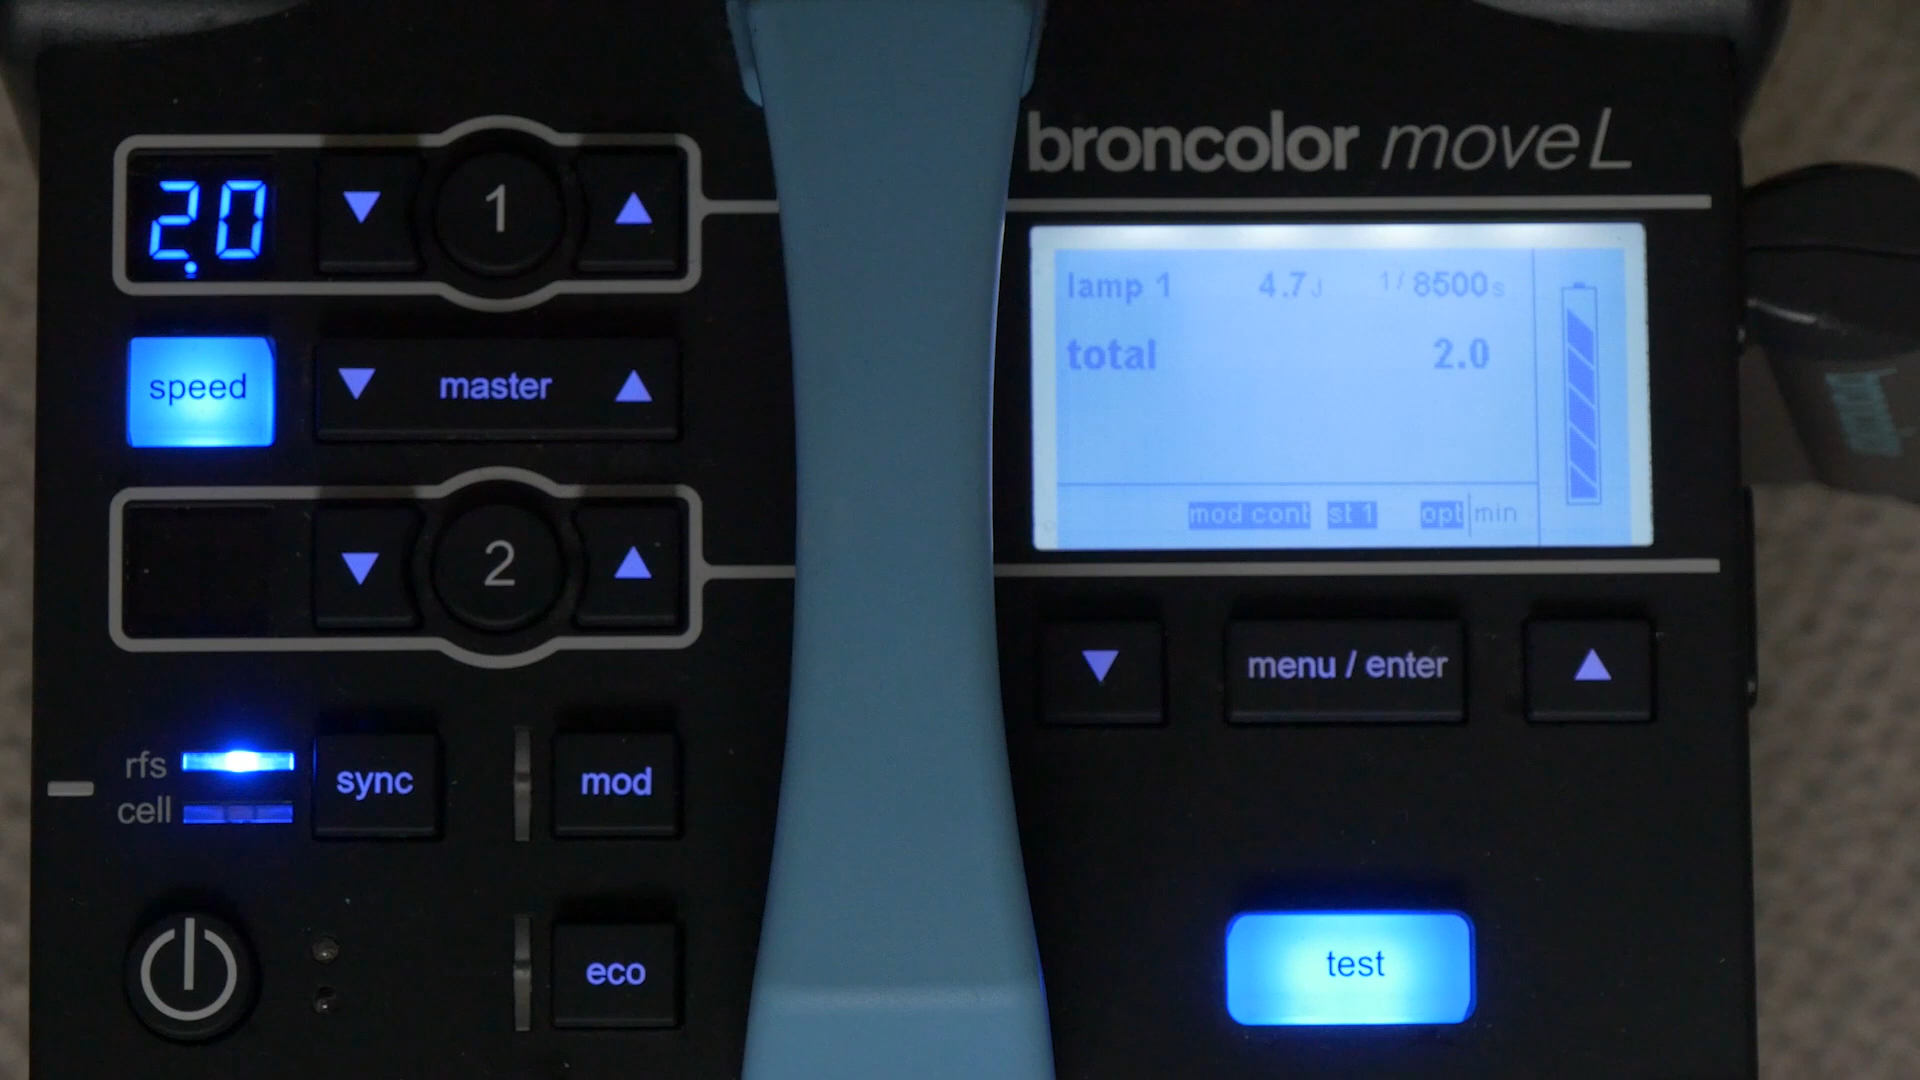 broncolor move L
2.0
1
lamp 1 4.7J 1/8500s
total 2.0
speed
master
mod cont st 1 opt min
2
menu / enter
rfs
cell
sync
mod
eco
test